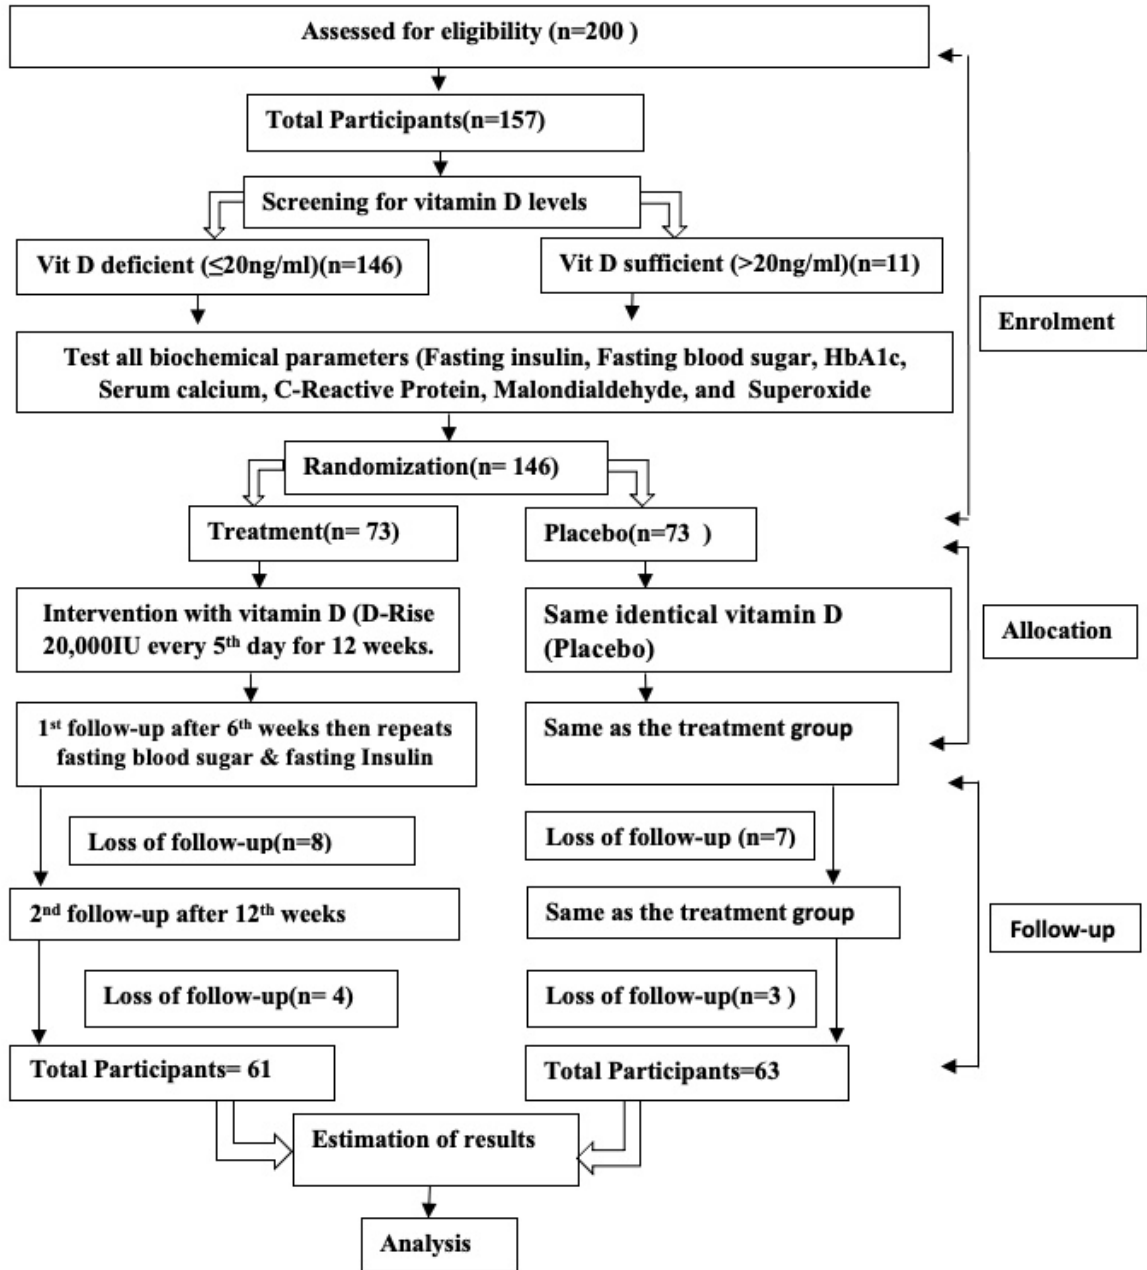 Assessed for eligibility (n=200 )
Total Participants(n=157)
Screening for vitamin D levels
Vit D deficient (≤20ng/ml)(n=146)
Vit D sufficient (>20ng/ml)(n=11)
Enrolment
Test all biochemical parameters (Fasting insulin, Fasting blood sugar, HbA1c,
Serum calcium, C-Reactive Protein, Malondialdehyde, and Superoxide
Randomization(n= 146)
Treatment(n= 73)
Placebo(n=73 )
Intervention with vitamin D (D-Rise
20,000IU every 5th day for 12 weeks.
Same identical vitamin D
(Placebo)
Allocation
1st follow-up after 6th weeks then repeats
fasting blood sugar & fasting Insulin
Same as the treatment group
Loss of follow-up(n=8)
Loss of follow-up (n=7)
2nd follow-up after 12th weeks
Same as the treatment group
Follow-up
Loss of follow-up(n= 4)
Loss of follow-up(n=3 )
Total Participants= 61
Total Participants=63
Estimation of results
Analysis